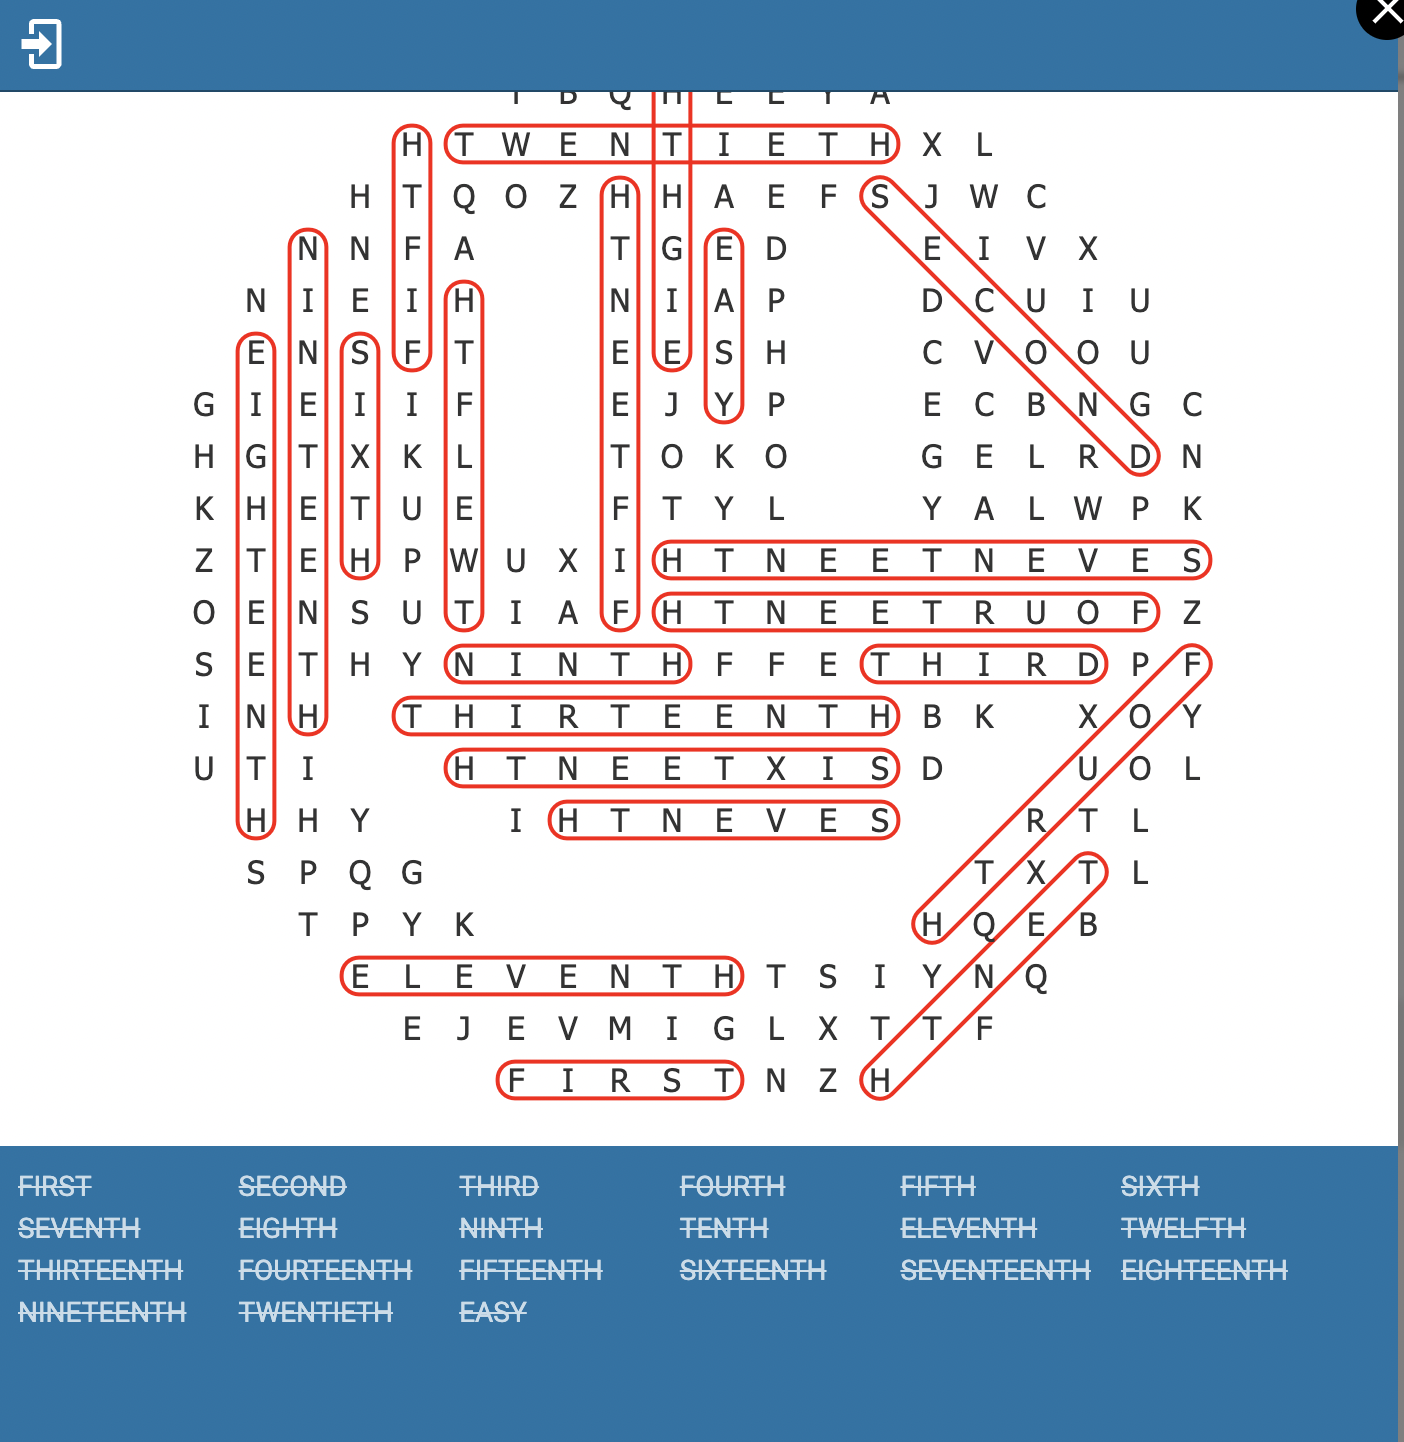 T B Q H E E Y A
H T W E N T I E T H X L
H T Q O Z H H A E F S J W C
N N F A T G E D E I V X
N I E I H N I A P D C U I U
E N S F T E E S H C V O O U
G I E I I F E J Y P E C B N G C
H G T X K L T O K O G E L R D N
K H E T U E F T Y L Y A L W P K
Z T E H P W U X I H T N E E T N E V E S
O E N S U T I A F H T N E E T R U O F Z
S E T H Y N I N T H F F E T H I R D P F
I N H T H I R T E E N T H B K X O Y
U T I H T N E E T X I S D U O L
H H Y I H T N E V E S R T L
S P Q G T X T L
T P Y K H Q E B
E L E V E N T H T S I Y N Q
E J E V M I G L X T T F
F I R S T N Z H
FIRST SECOND THIRD FOURTH FIFTH SIXTH
SEVENTH EIGHTH NINTH TENTH ELEVENTH TWELFTH
THIRTEENTH FOURTEENTH FIFTEENTH SIXTEENTH SEVENTEENTH EIGHTEENTH
NINETEENTH TWENTIETH EASY